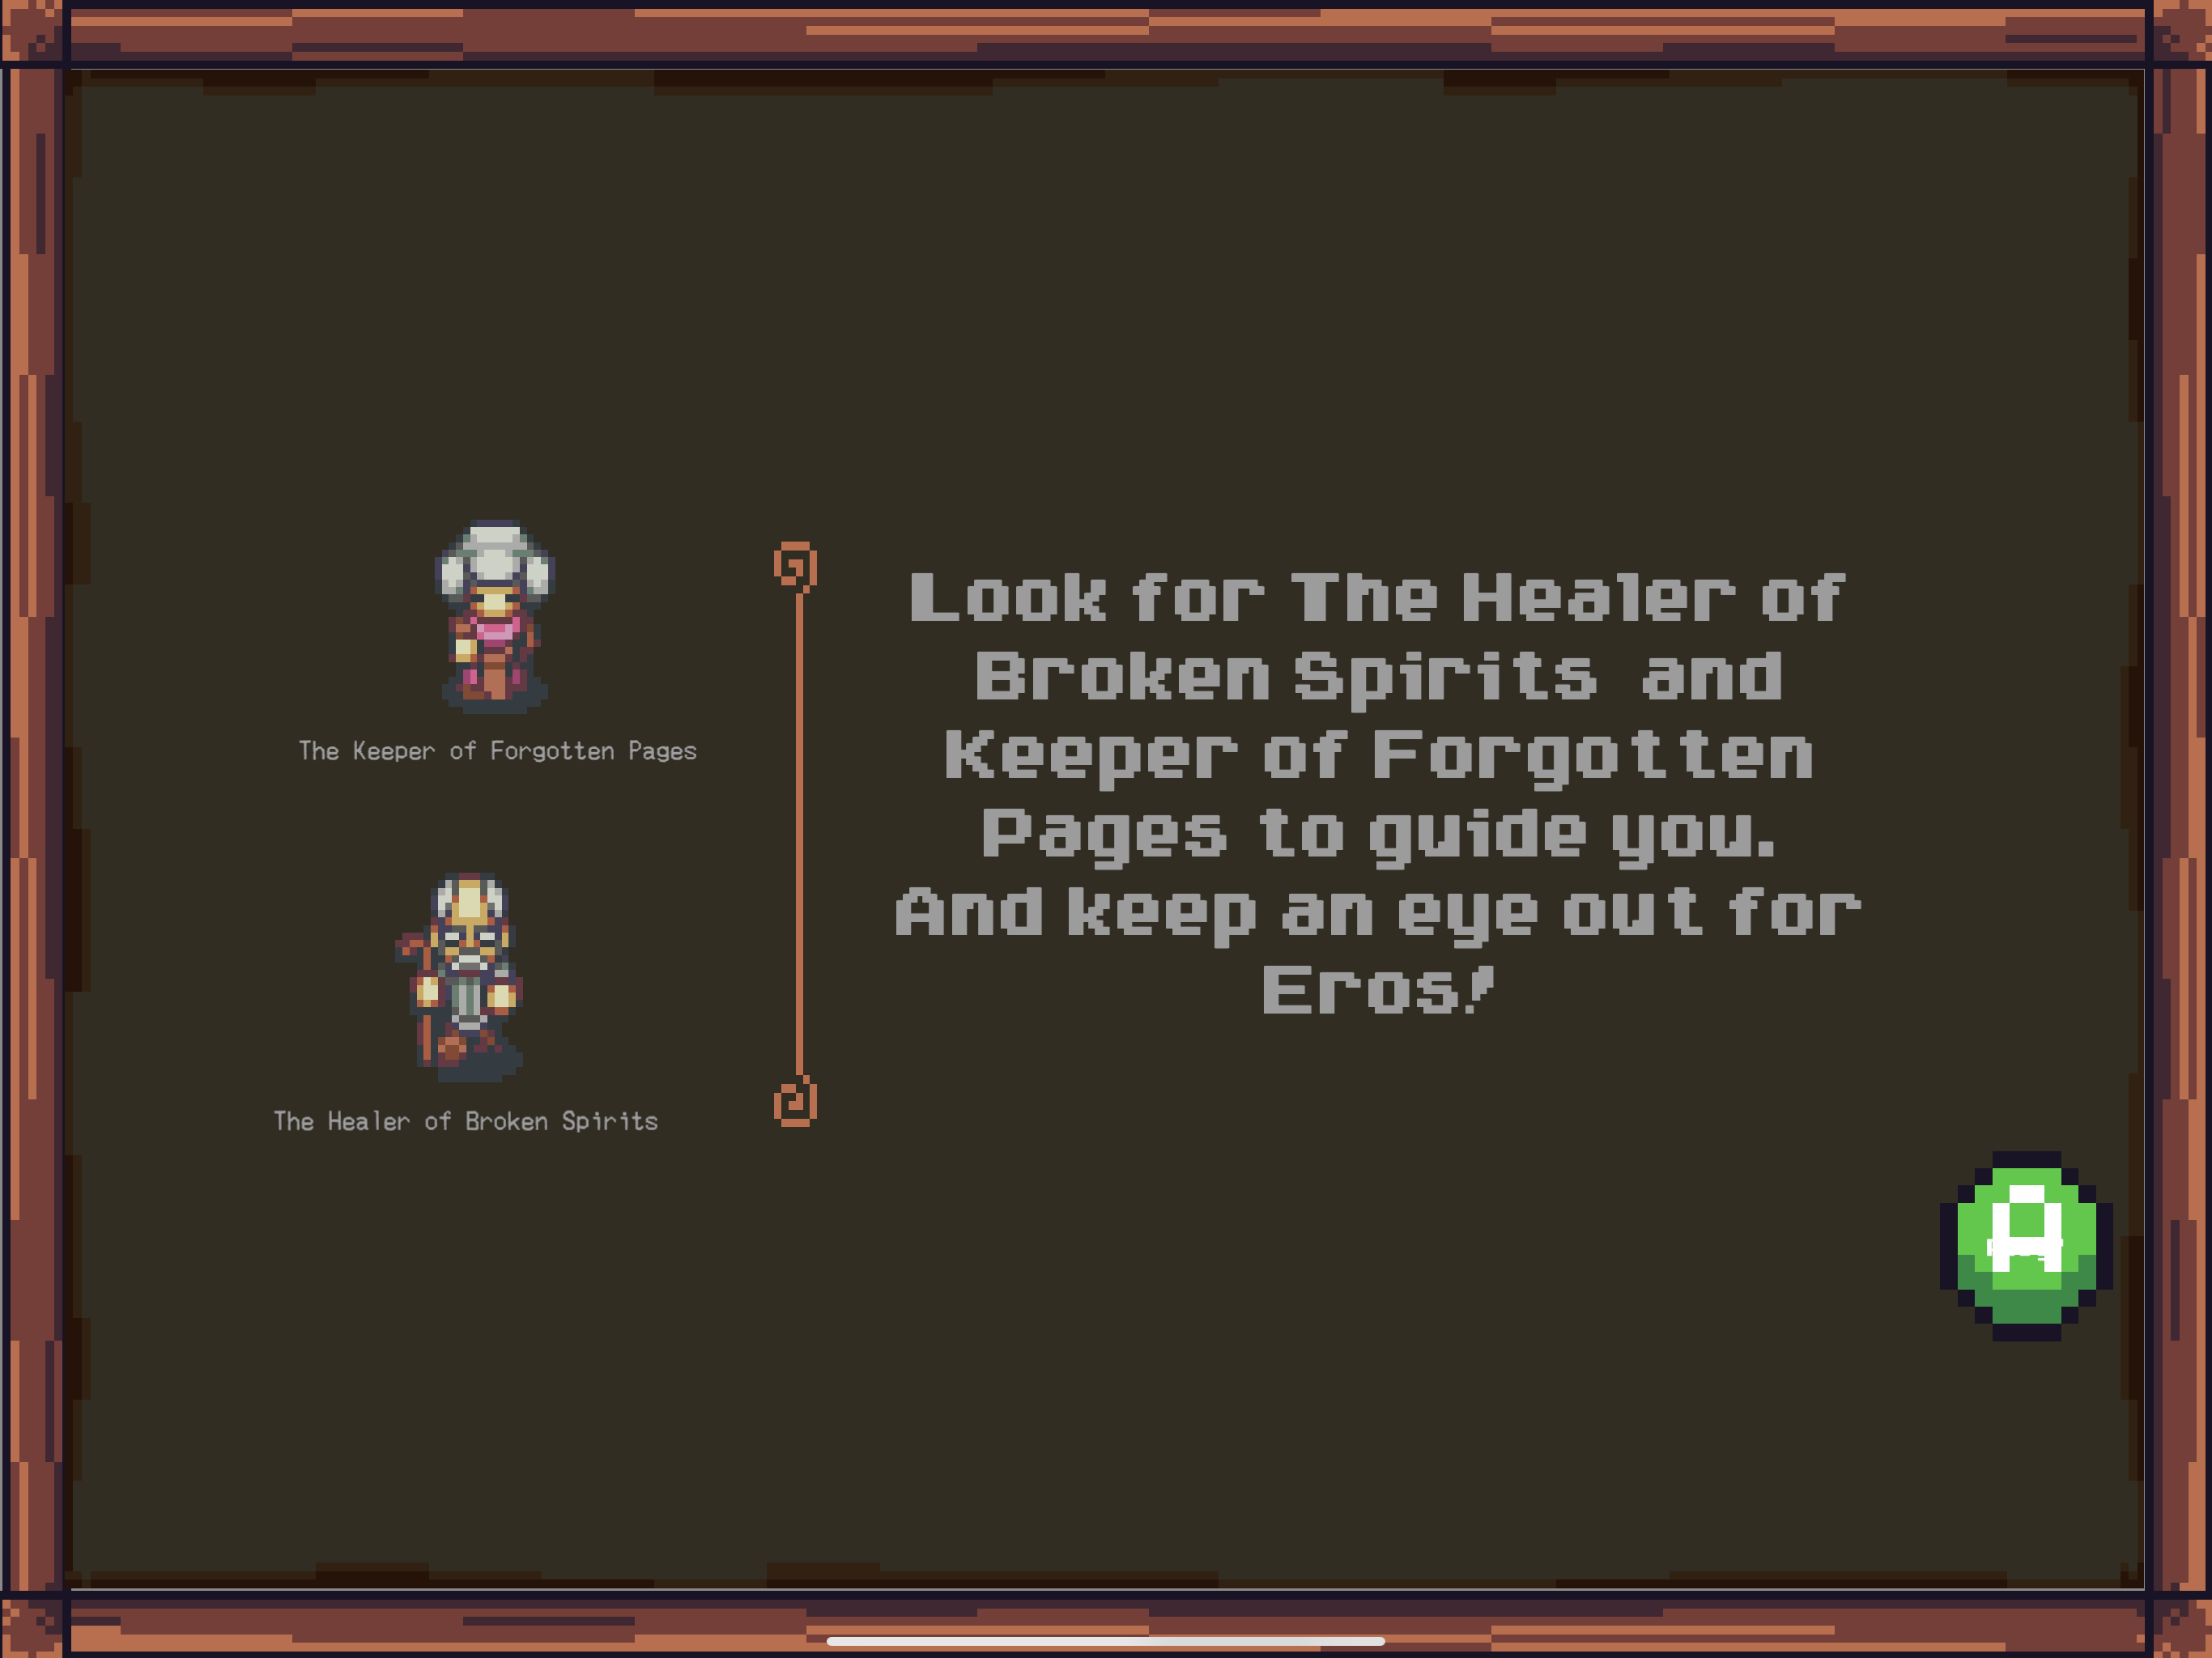 The Keeper of Forgotten Pages
The Healer of Broken Spirits
Look for The Healer of
Broken Spirits and
Keeper of Forgotten
Pages to guide you.
And keep an eye out for
Eros!
A